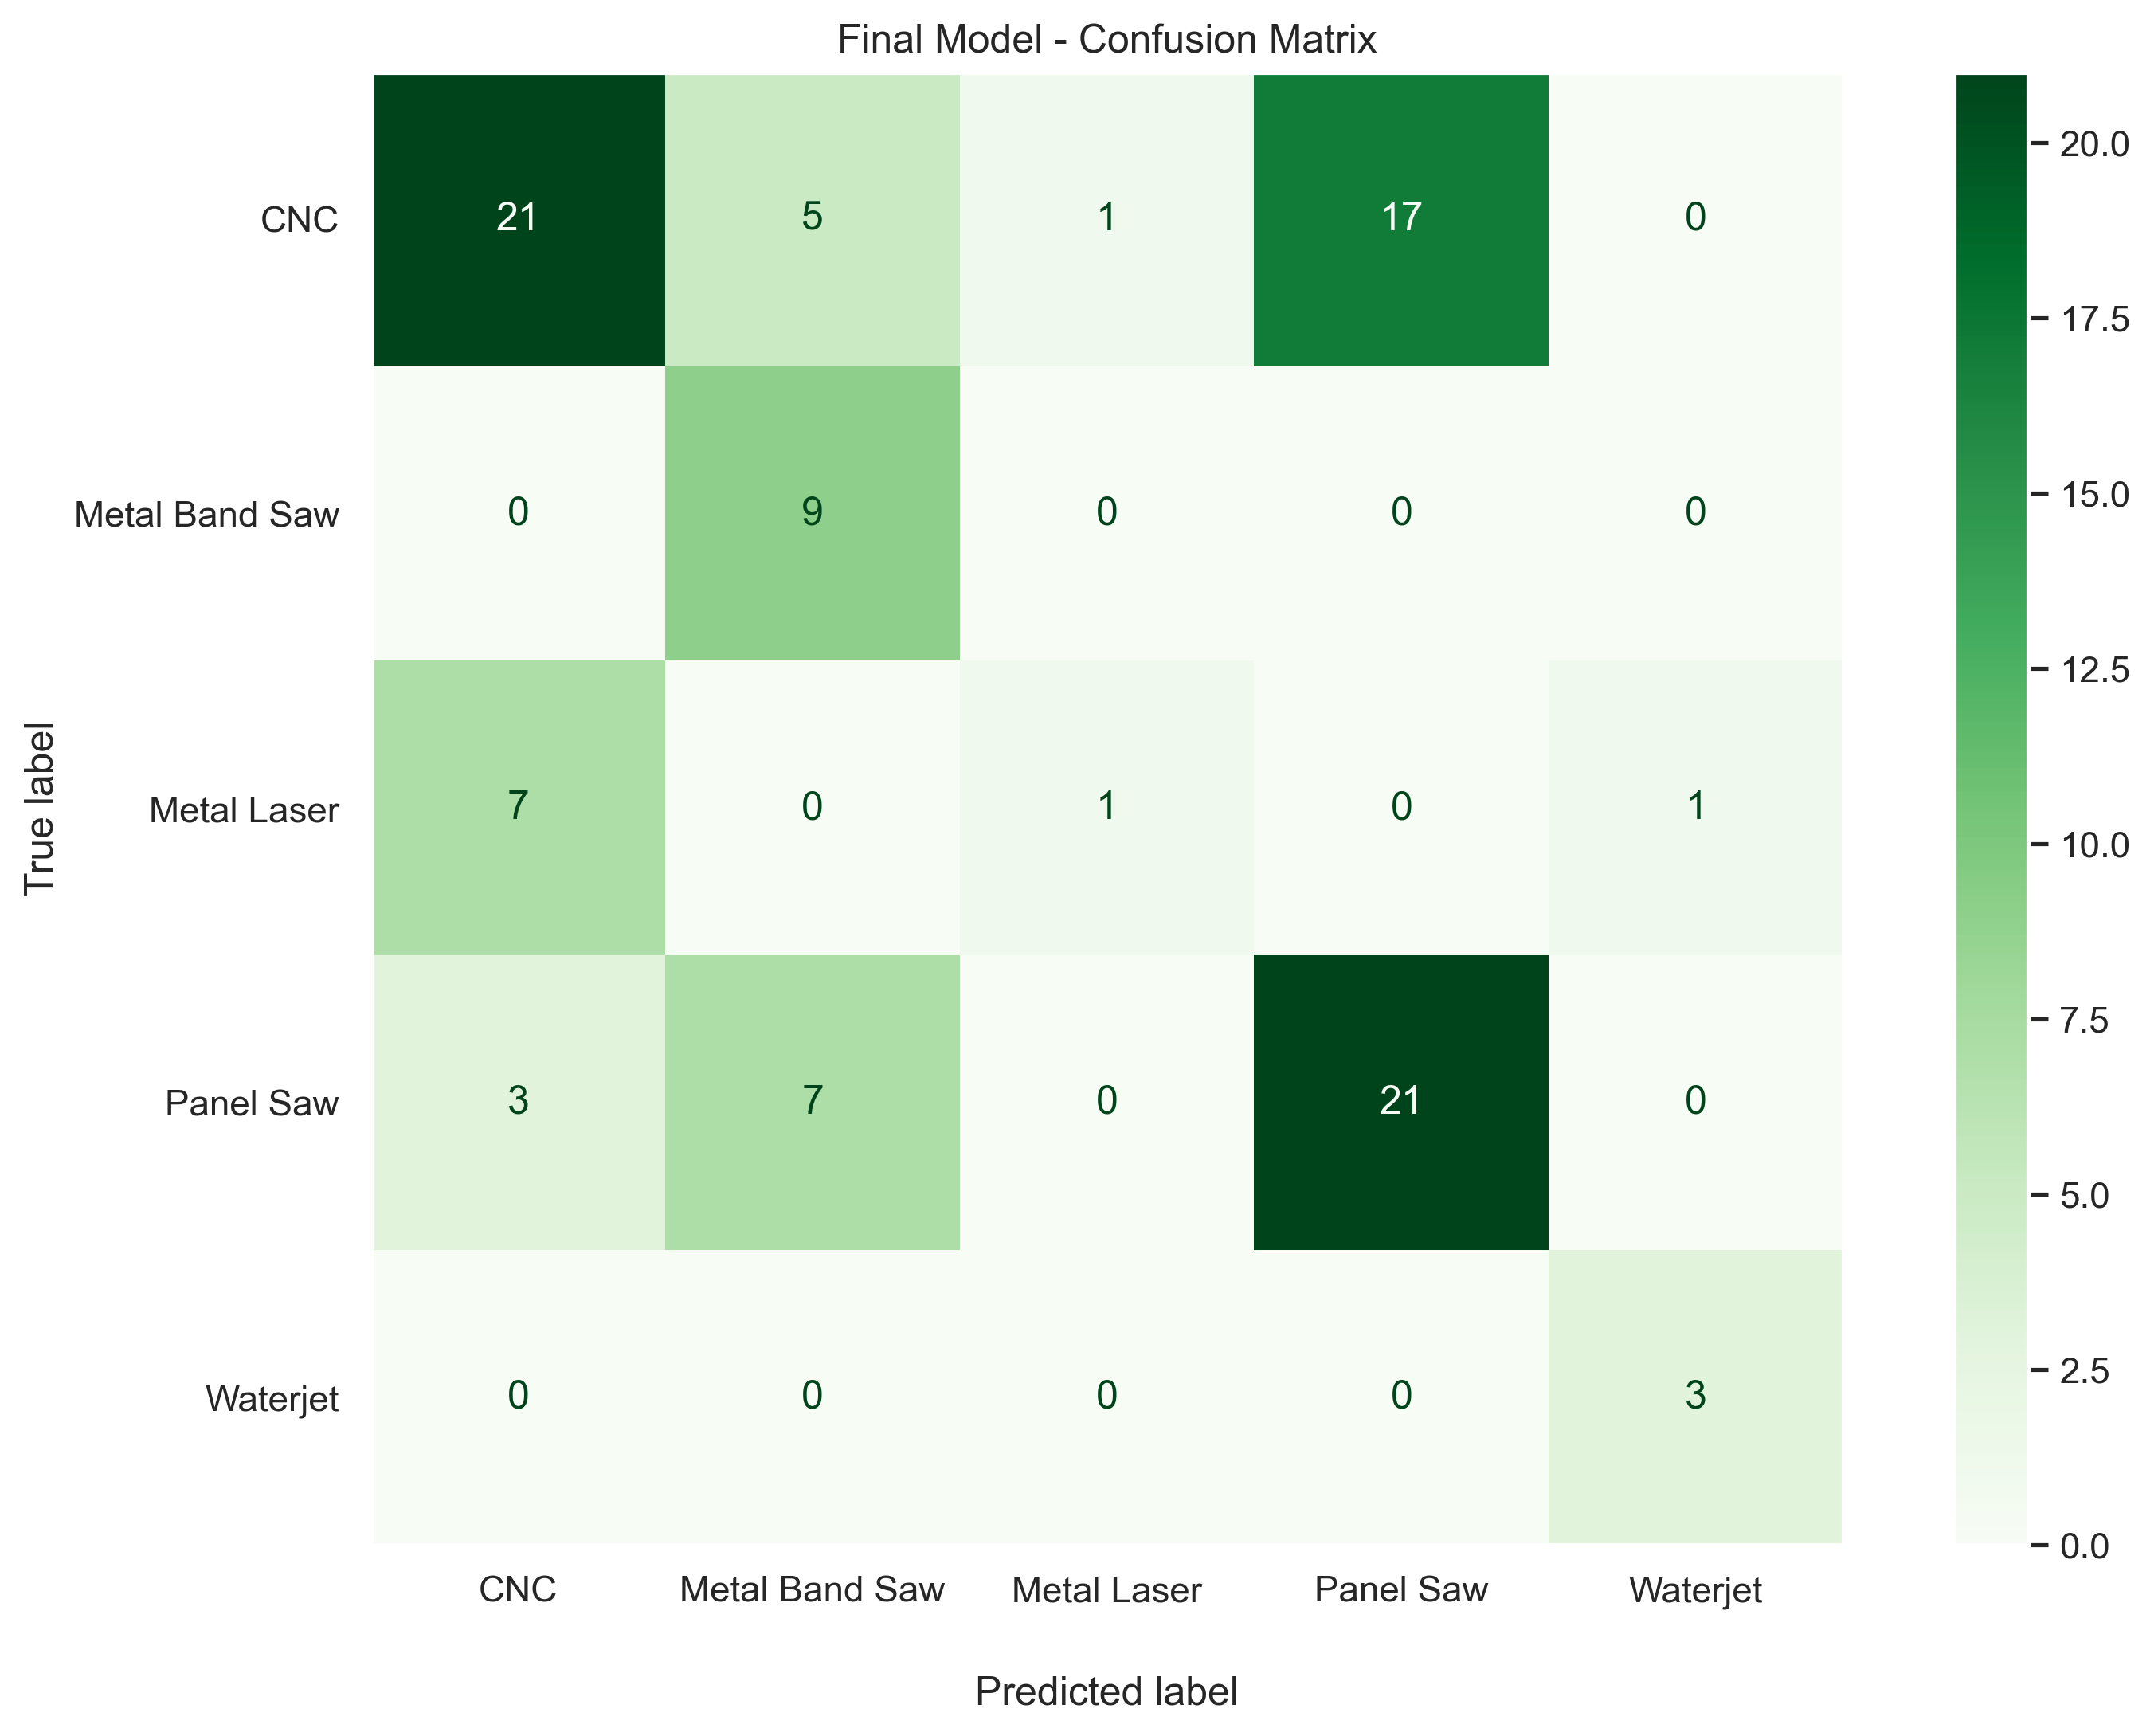 Final Model - Confusion Matrix
CNC 21 5 1 17 0
Metal Band Saw 0 9 0 0 0
Metal Laser 7 0 1 0 1
Panel Saw 3 7 0 21 0
Waterjet 0 0 0 0 3
CNC Metal Band Saw Metal Laser Panel Saw Waterjet
Predicted label
True label
20.0
17.5
15.0
12.5
10.0
7.5
5.0
2.5
0.0